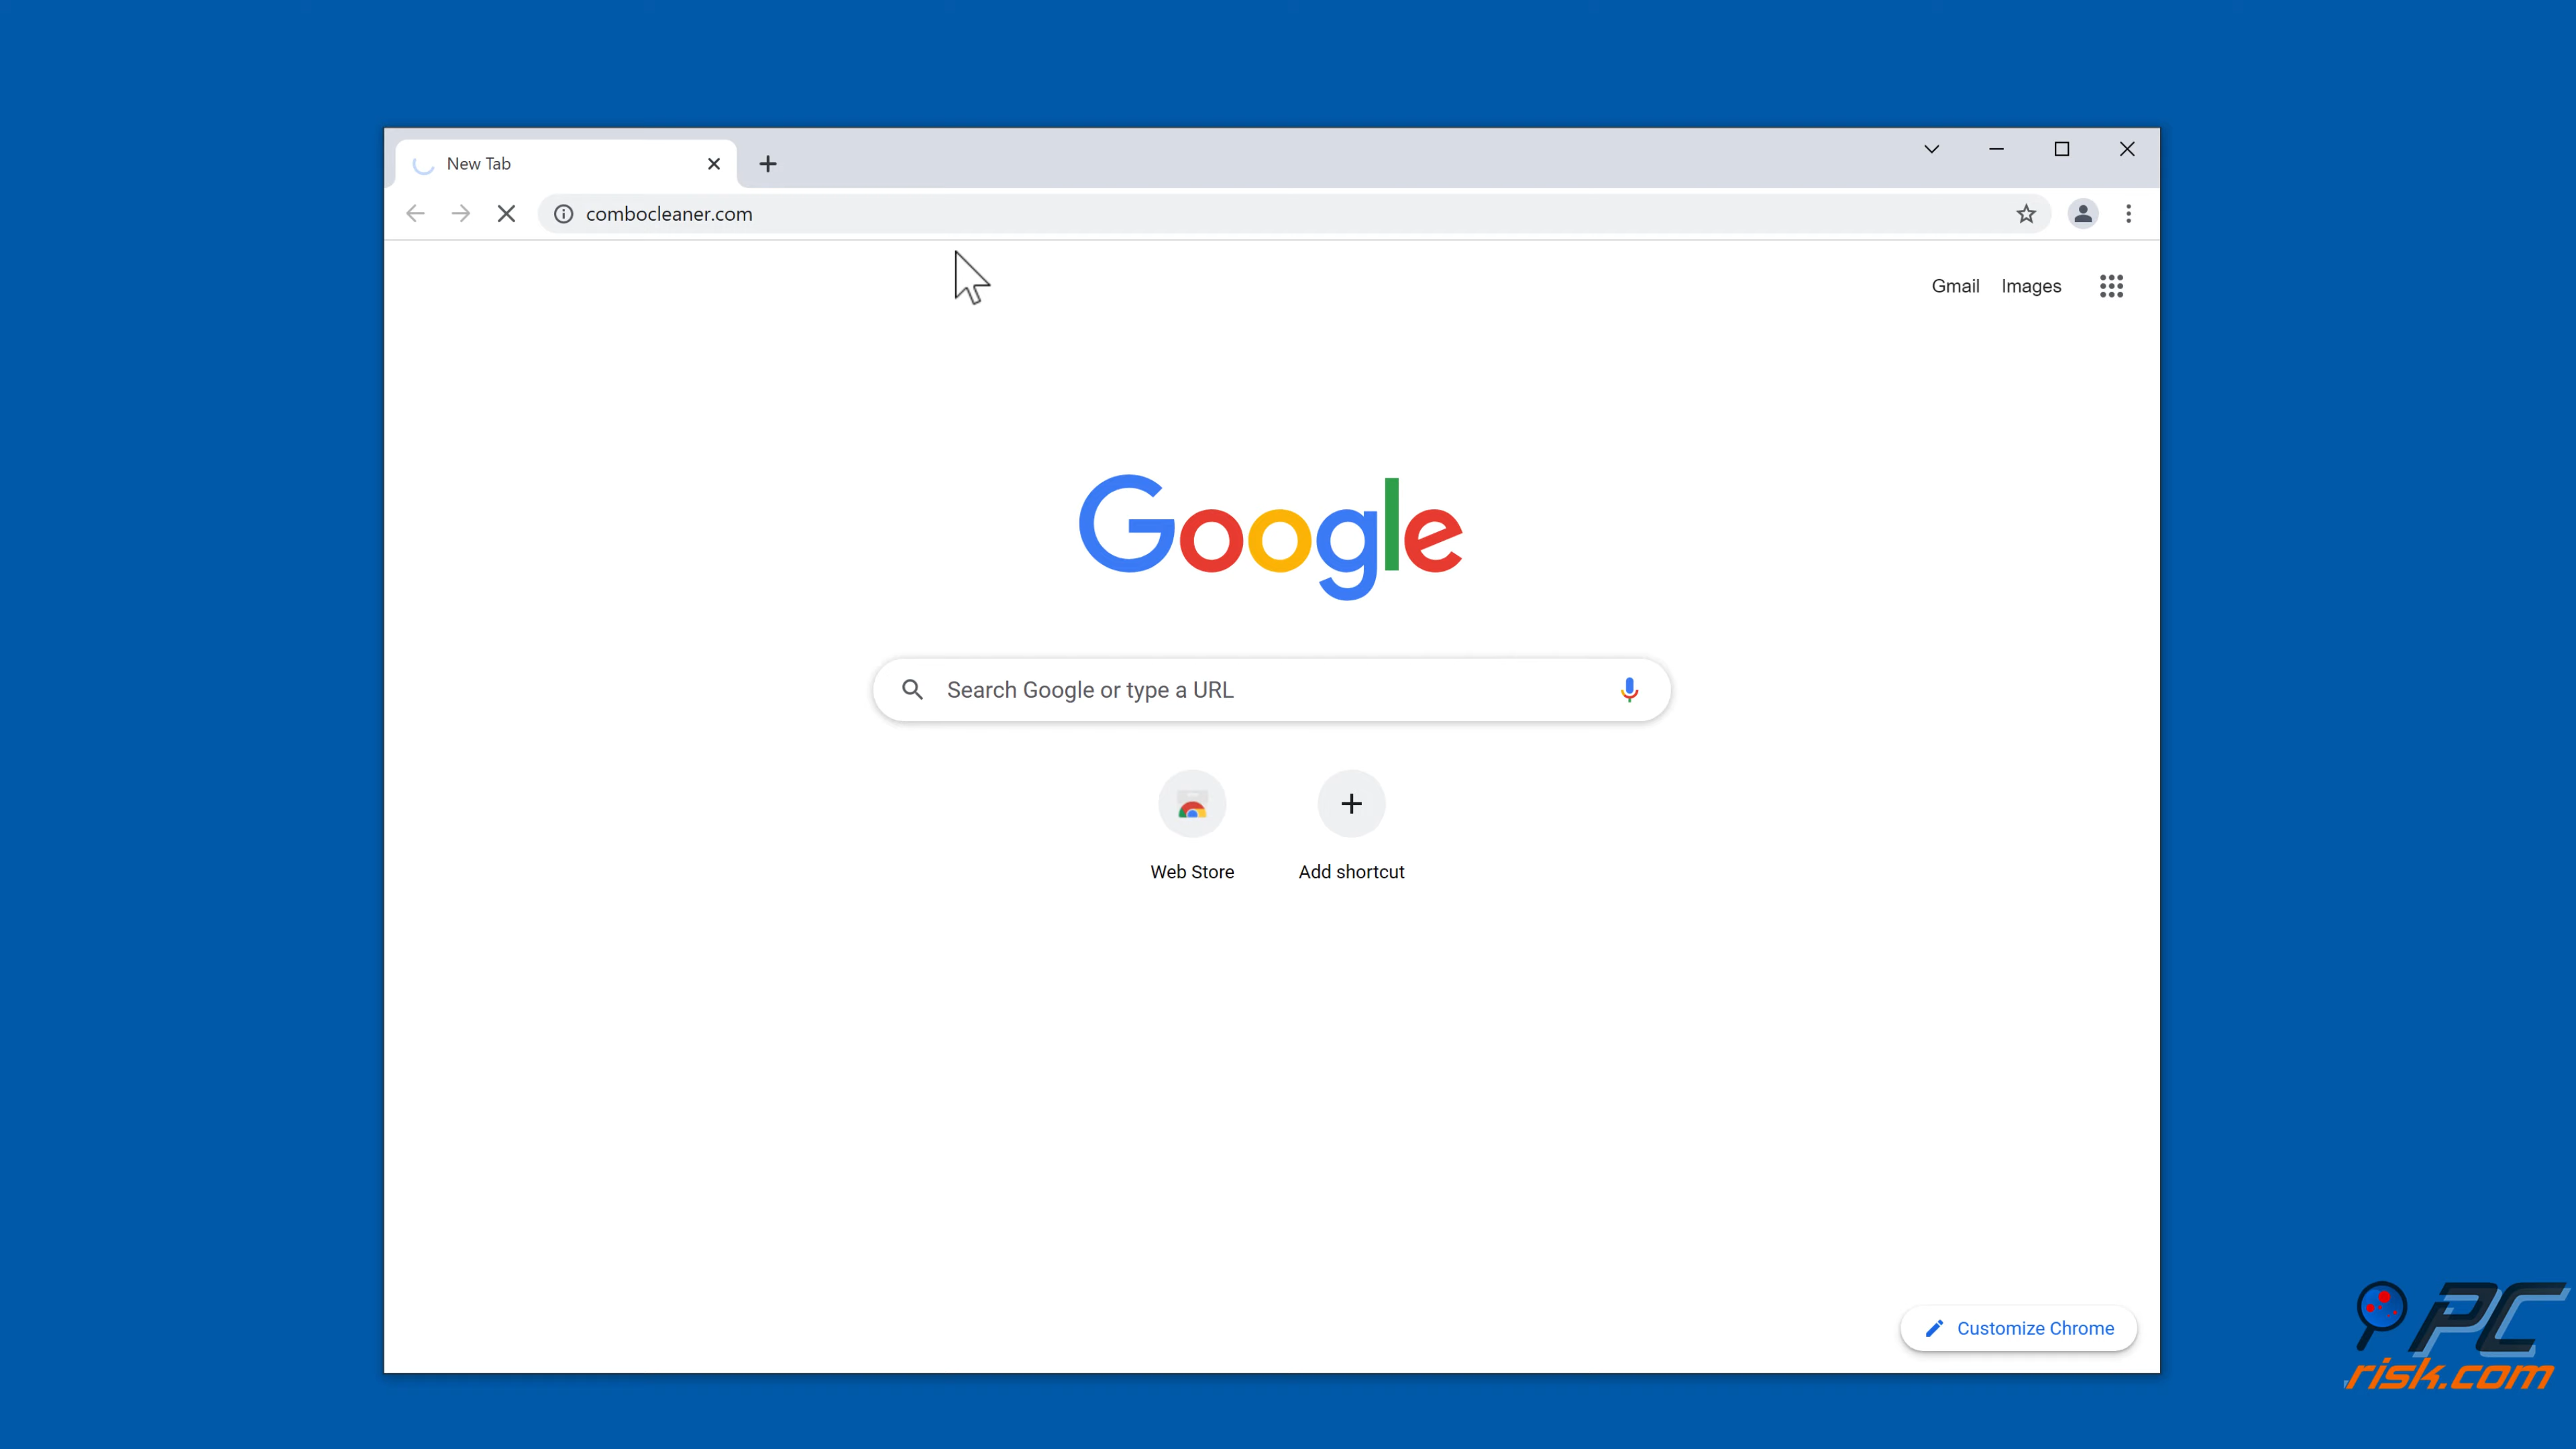 New Tab
combocleaner.com
Gmail Images
Google
Search Google or type a URL
Web Store Add shortcut
Customize Chrome
PC
risk.com